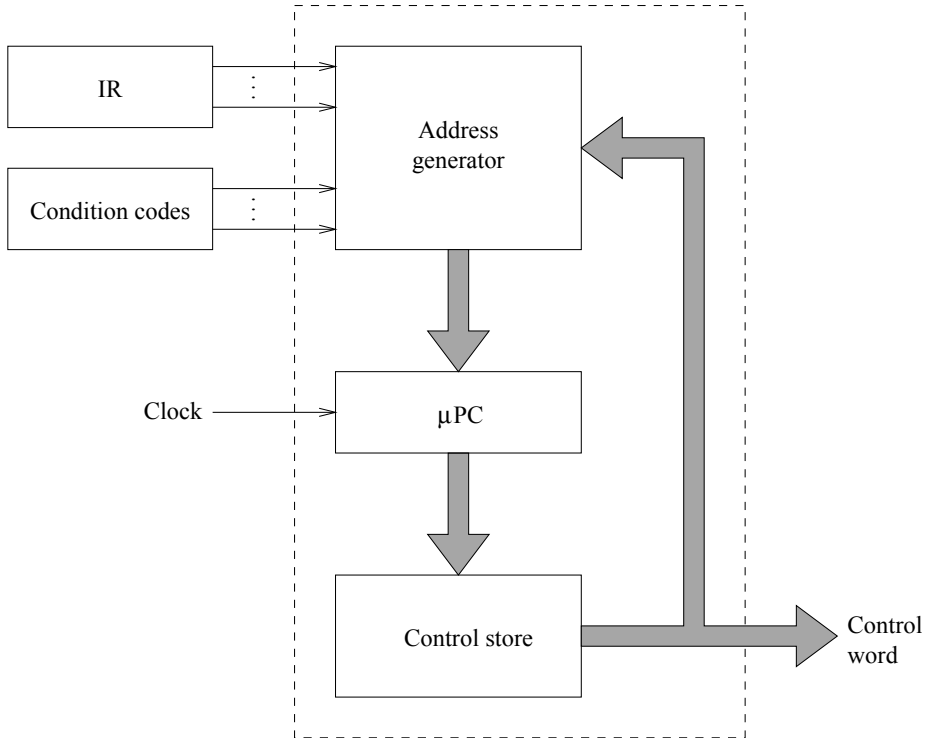 IR
Address
generator
Condition codes
Clock
µPC
Control store
Control
word